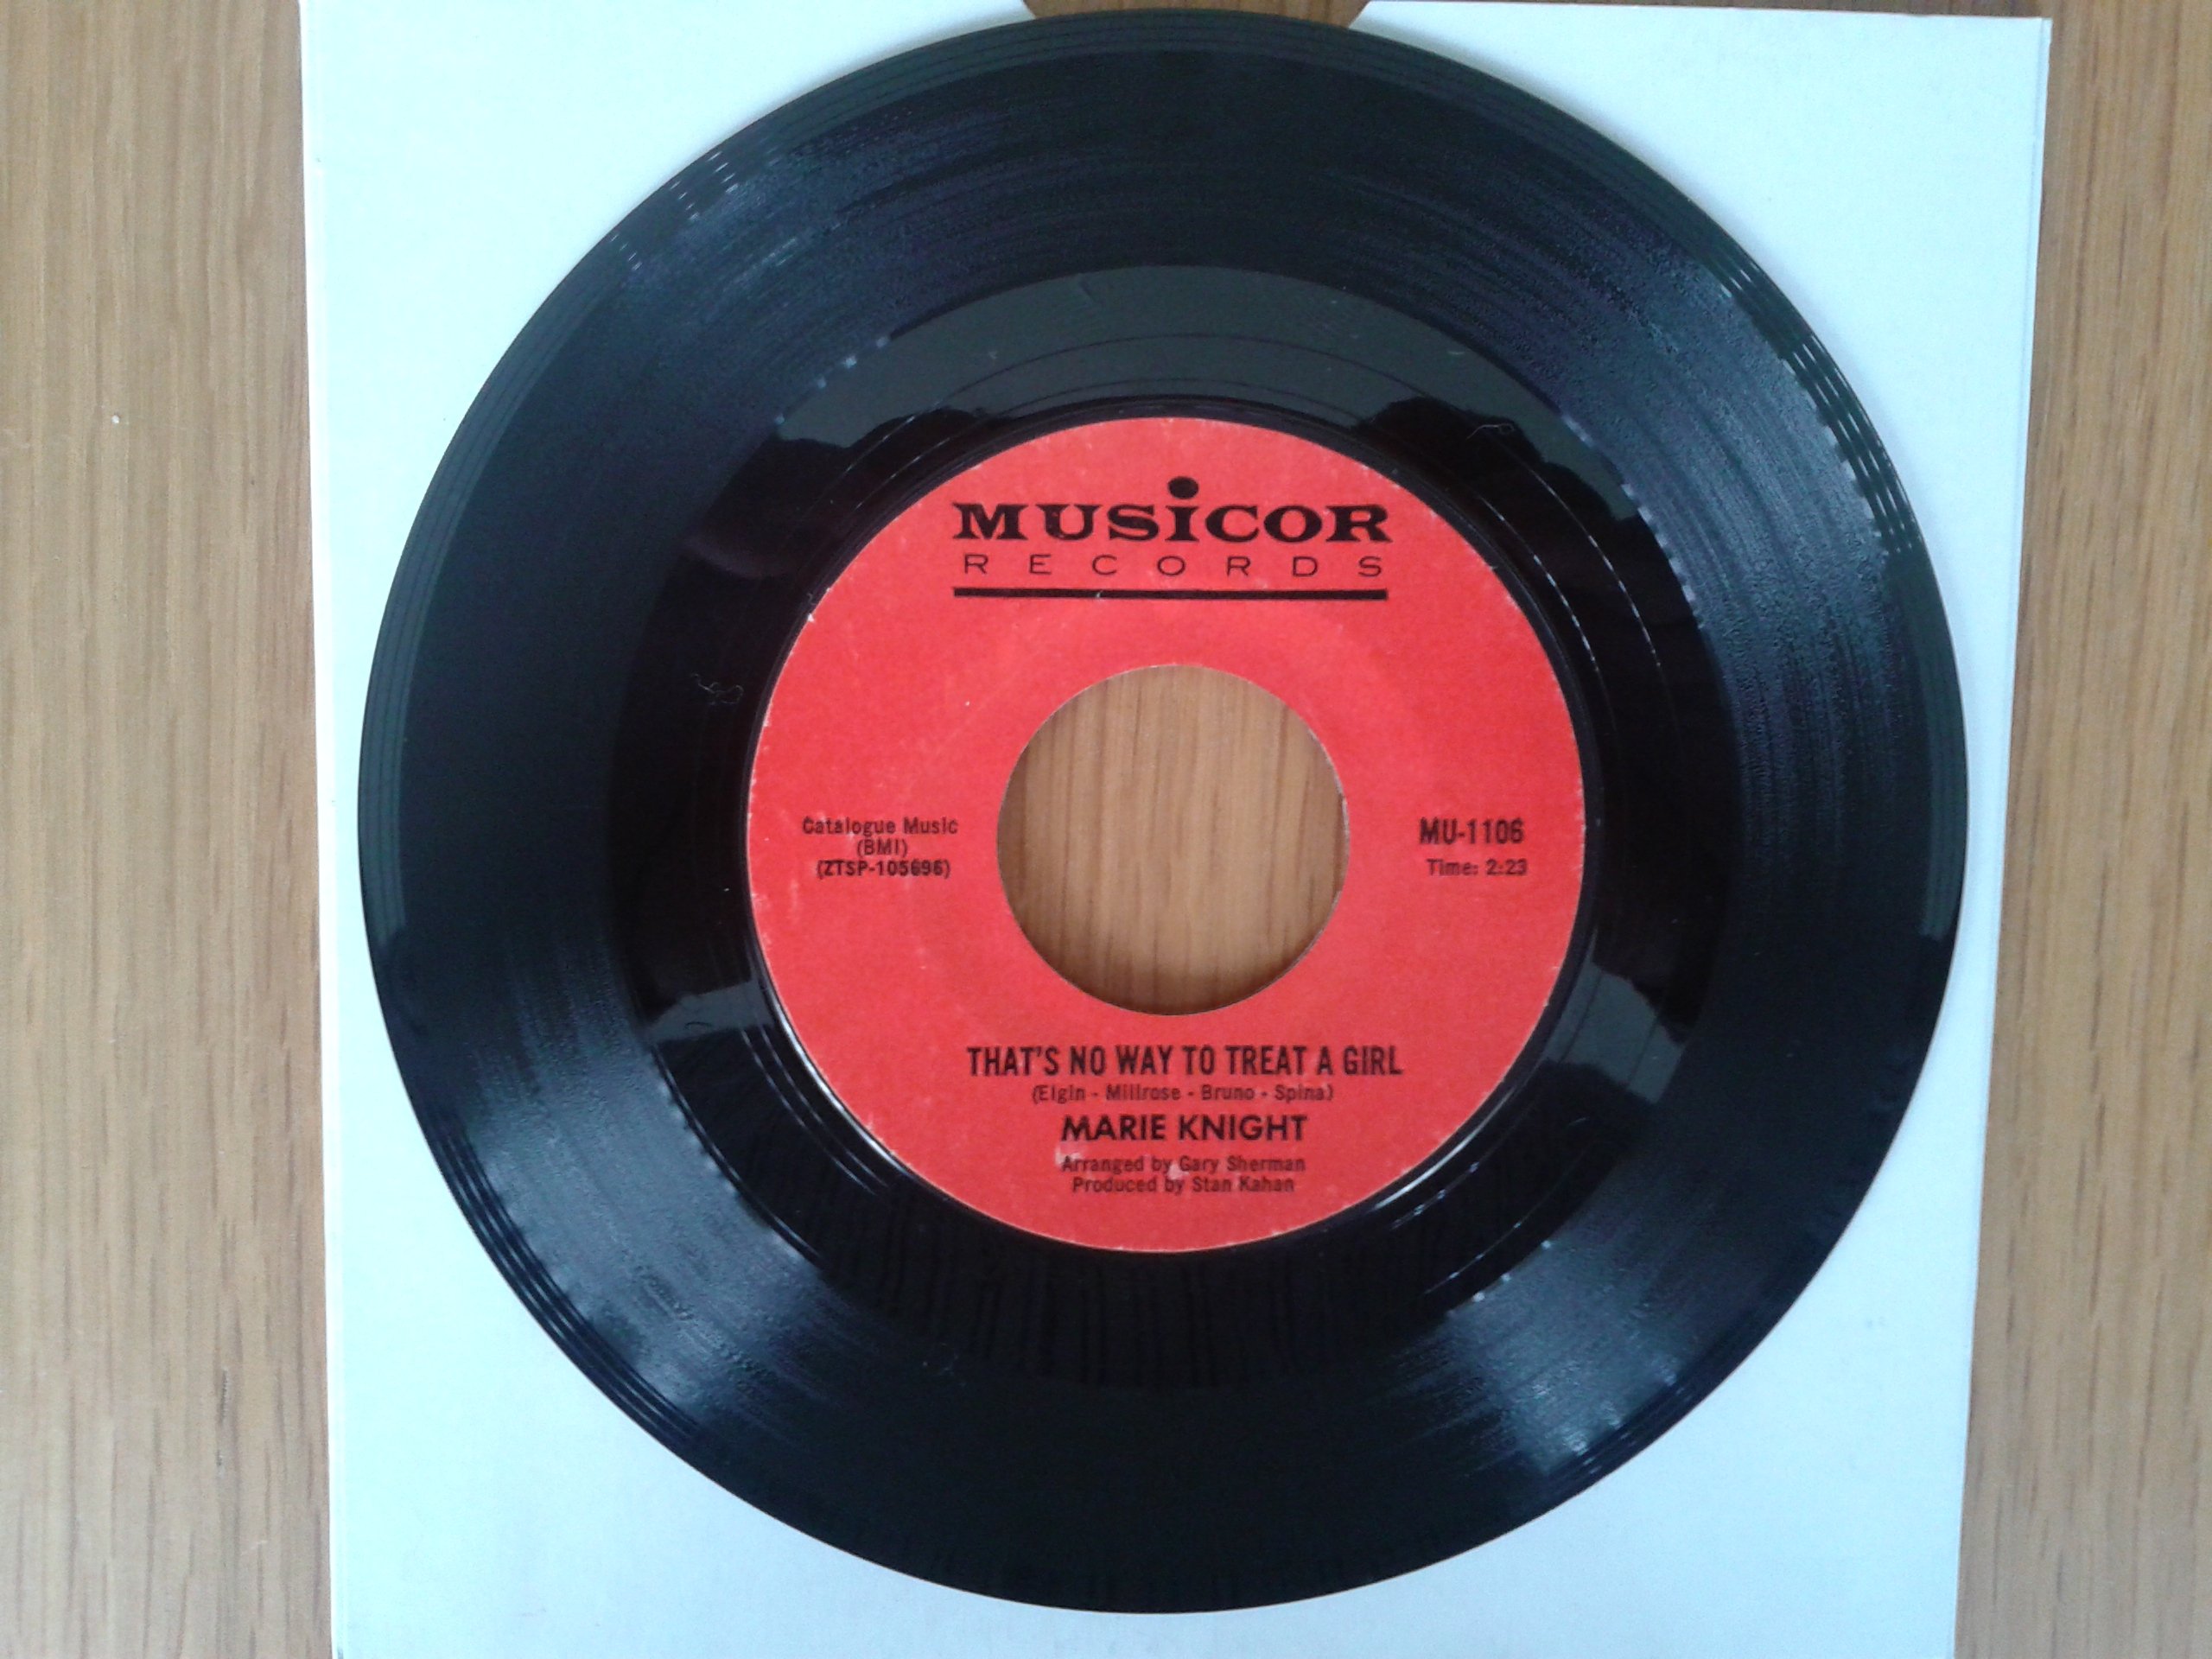 MUSiCOR
RECORDS
Catalogue Music
(BMI)
(ZTSP-105696)
MU-1106
Time: 2:23
THAT'S NO WAY TO TREAT A GIRL
(Elgin - Millrose - Bruno - Spina)
MARIE KNIGHT
Arranged by Gary Sherman
Produced by Stan Kahan